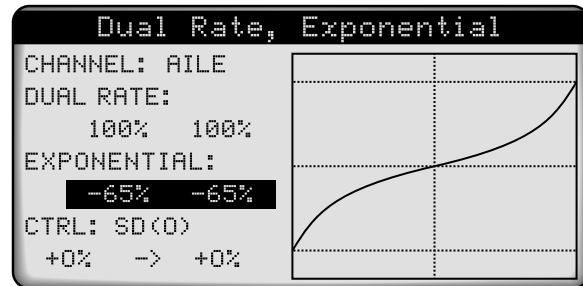 Dual Rate, Exponential
CHANNEL: AILE
DUAL RATE:
100% 100%
EXPONENTIAL:
-65% -65%
CTRL: SD(0)
+0% -> +0%